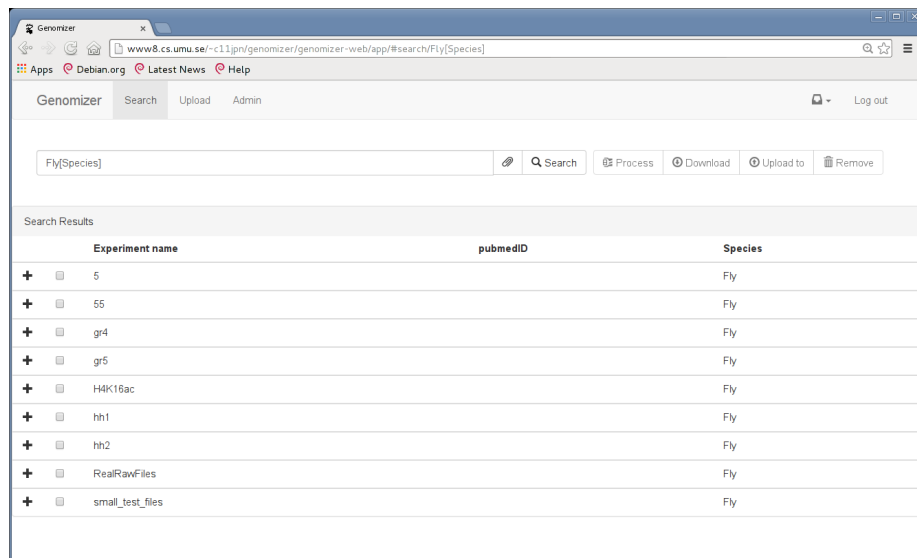 Genomizer
www8.cs.umu.se/~c11jpn/genomizer/genomizer-web/app/#search/Fly[Species]
Apps Debian.org Latest News Help
Genomizer Search Upload Admin Log out
Fly[Species] Search Process Download Upload to Remove
Search Results
Experiment name pubmedID Species
5 Fly
55 Fly
gr4 Fly
gr5 Fly
H4K16ac Fly
hh1 Fly
hh2 Fly
RealRawFiles Fly
small_test_files Fly